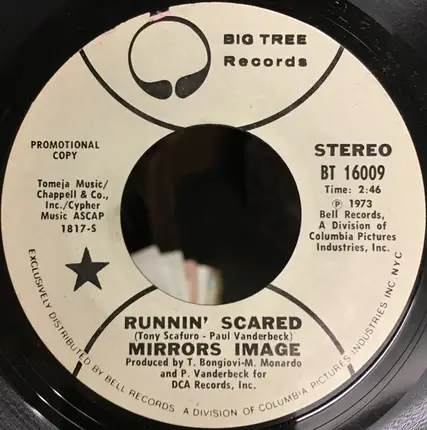 BIG TREE
Records
PROMOTIONAL
COPY
Tomeja Music/
Chappell & Co.,
Inc./Cypher
Music ASCAP
1817-S
STEREO
BT 16009
Time: 2:46
℗ 1973
Bell Records,
A Division of
Columbia Pictures
Industries, Inc.
RUNNIN' SCARED
(Tony Scafuro - Paul Vanderbeck)
MIRRORS IMAGE
Produced by T. Bongiovi-M. Monardo
and P. Vanderbeck for
DCA Records, Inc.
EXCLUSIVELY DISTRIBUTED BY BELL RECORDS A DIVISION OF COLUMBIA PICTURES INDUSTRIES INC. NYC